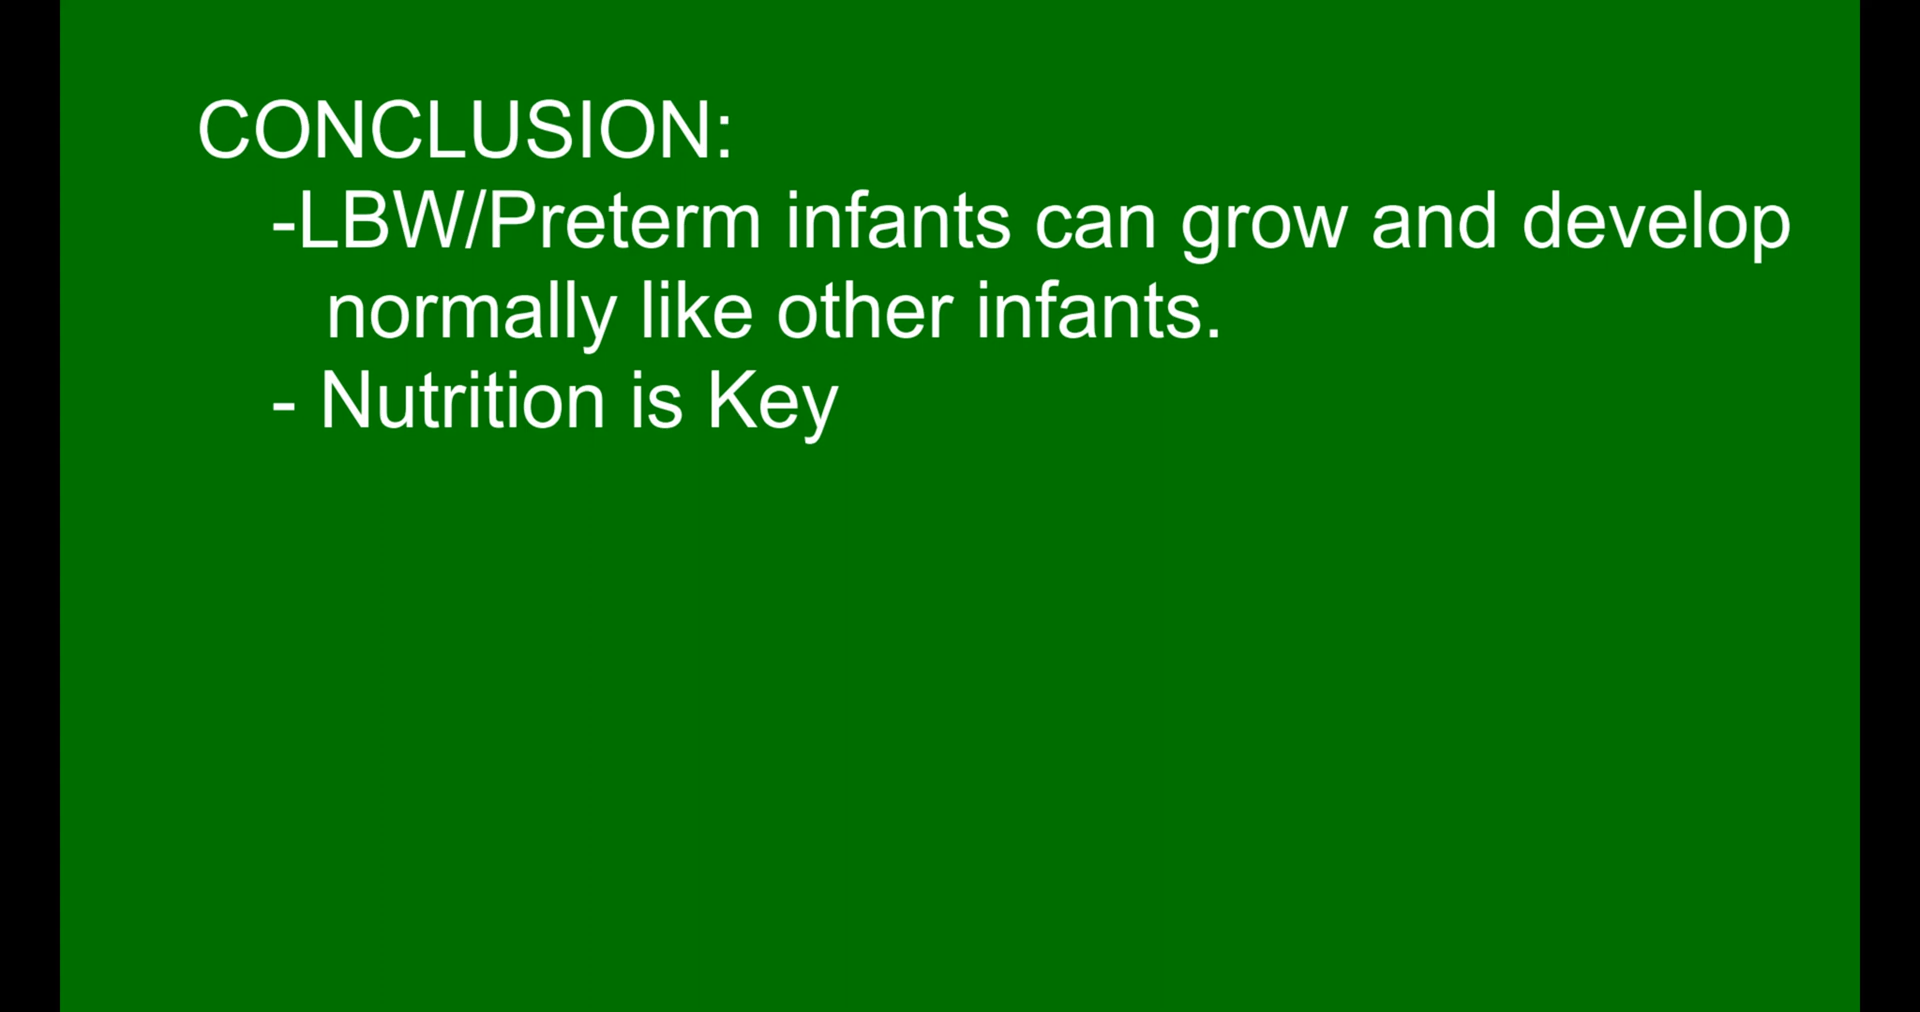 CONCLUSION:
-LBW/Preterm infants can grow and develop
normally like other infants.
- Nutrition is Key